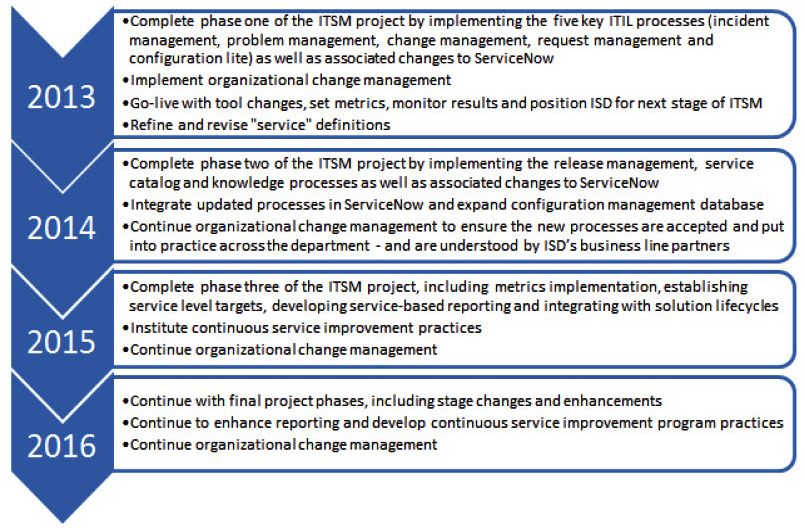 2013
•Complete phase one of the ITSM project by implementing the five key ITIL processes (incident
management, problem management, change management, request management and
configuration lite) as well as associated changes to ServiceNow
•Implement organizational change management
•Go-live with tool changes, set metrics, monitor results and position ISD for next stage of ITSM
•Refine and revise "service" definitions
2014
•Complete phase two of the ITSM project by implementing the release management, service
catalog and knowledge processes as well as associated changes to ServiceNow
•Integrate updated processes in ServiceNow and expand configuration management database
•Continue organizational change management to ensure the new processes are accepted and put
into practice across the department - and are understood by ISD's business line partners
2015
•Complete phase three of the ITSM project, including metrics implementation, establishing
service level targets, developing service-based reporting and integrating with solution lifecycles
•Institute continuous service improvement practices
•Continue organizational change management
2016
•Continue with final project phases, including stage changes and enhancements
•Continue to enhance reporting and develop continuous service improvement program practices
•Continue organizational change management